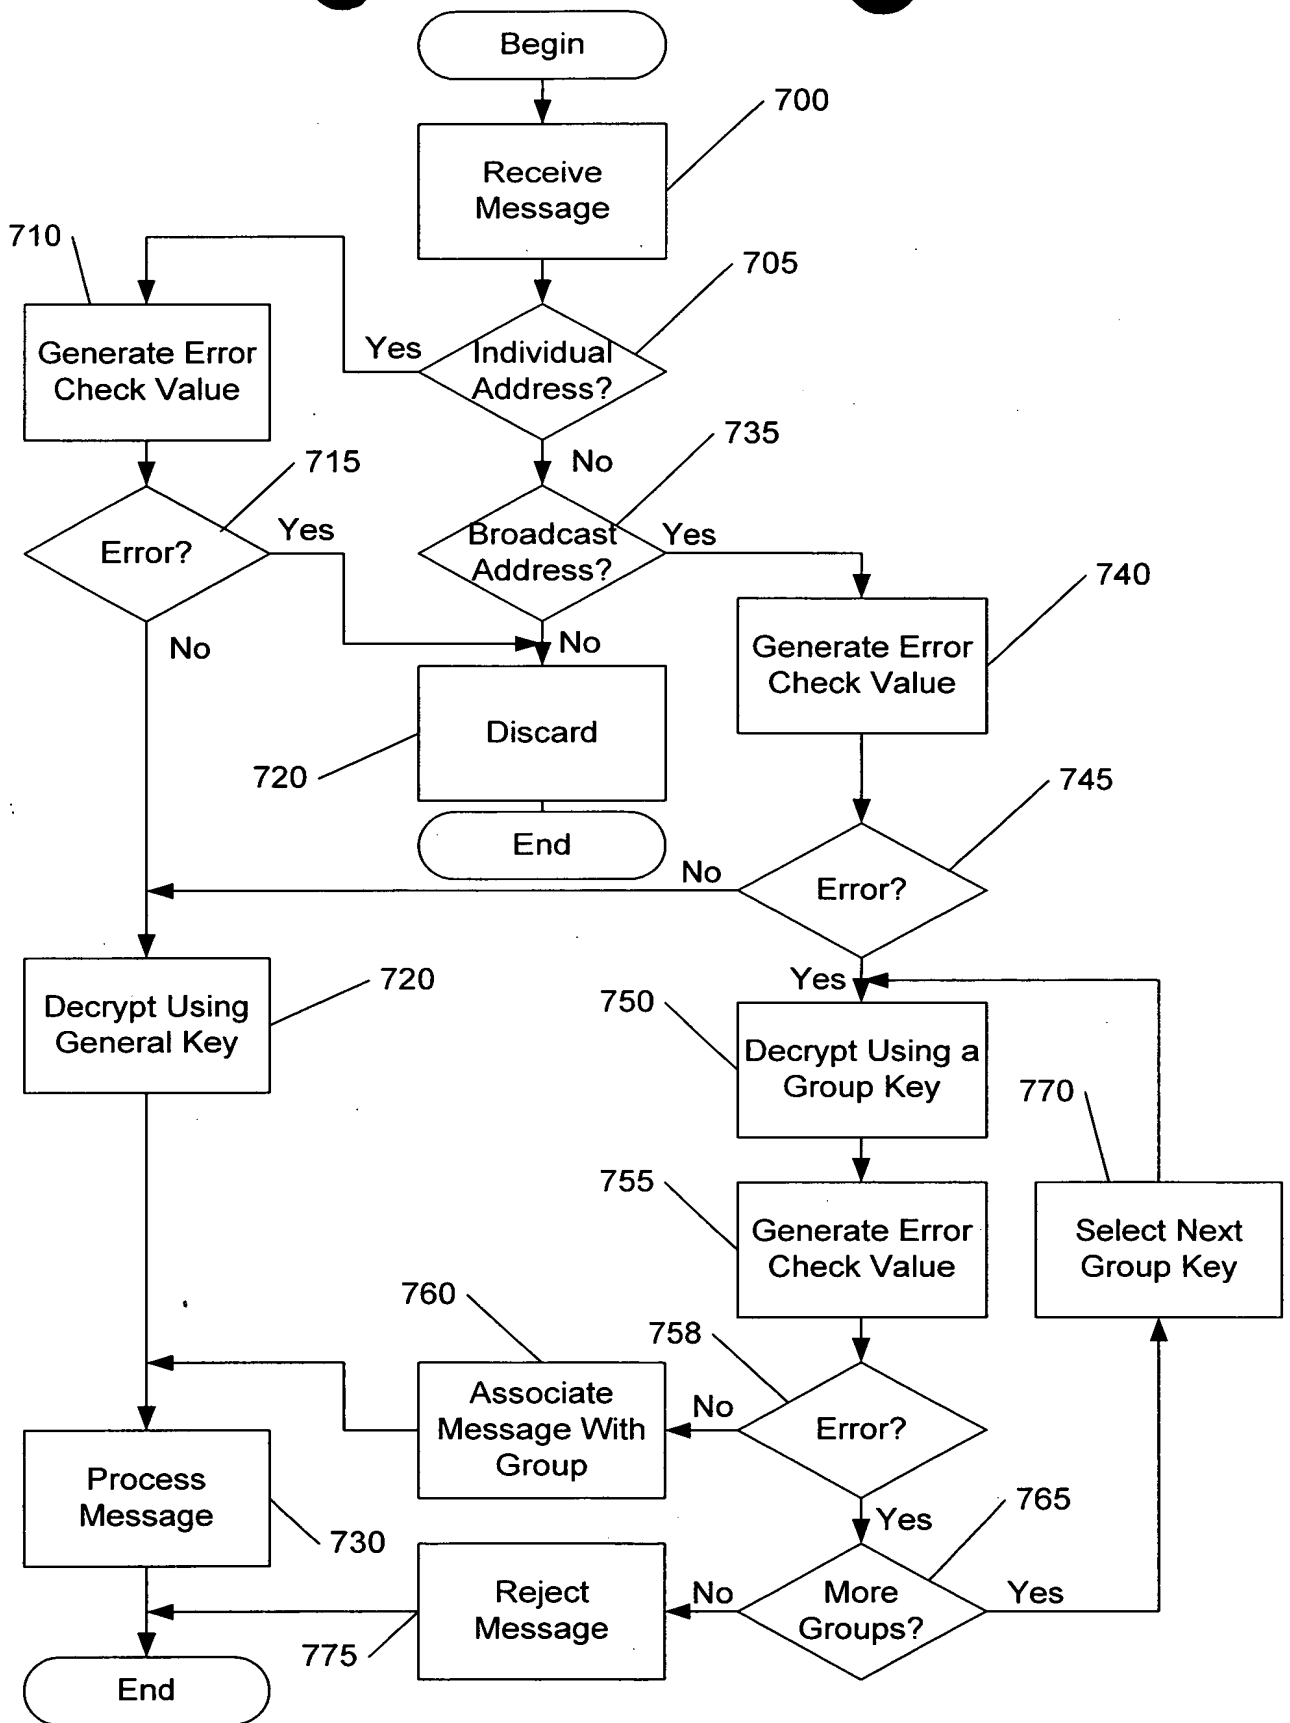 Begin
700
Receive
Message
710
705
Generate Error
Check Value
Yes
Individual
Address?
735
No
715
Error?
Yes
Broadcast
Address?
Yes
740
No
No
Generate Error
Check Value
Discard
720
745
End
No
Error?
720
Yes
750
Decrypt Using
General Key
Decrypt Using a
Group Key
770
755
Generate Error
Check Value
Select Next
Group Key
760
758
Associate
Message With
Group
No
Error?
Process
Message
765
Yes
730
Reject
Message
No
More
Groups?
Yes
775
End